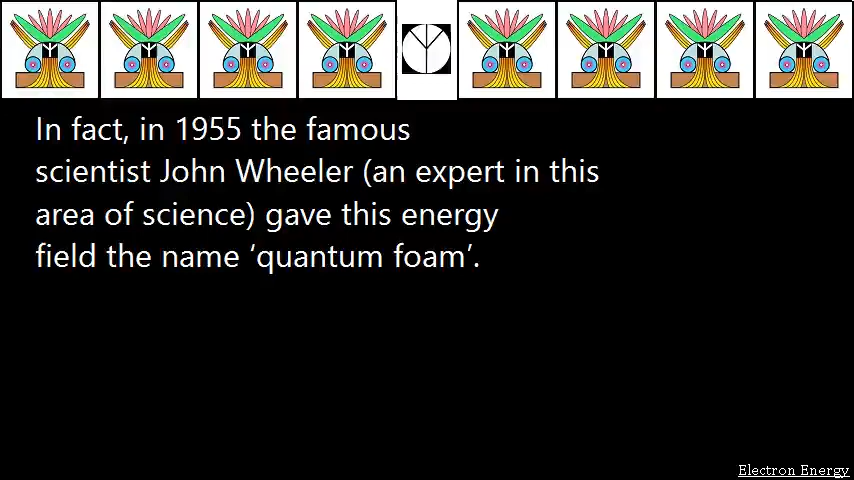 In fact, in 1955 the famous
scientist John Wheeler (an expert in this
area of science) gave this energy
field the name ‘quantum foam’.
Electron Energy